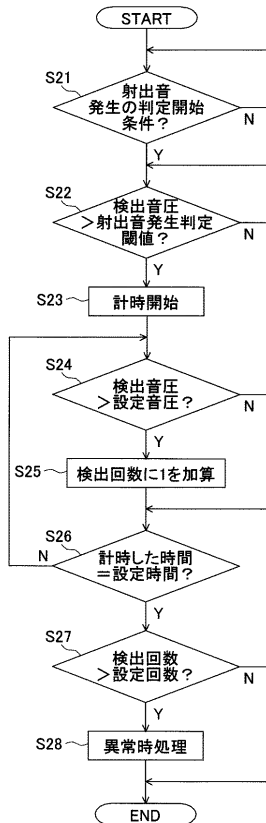 START
S21
射出音
発生の判定開始
条件？
N
Y
S22
検出音圧
＞射出音発生判定
閾値？
N
Y
S23
計時開始
S24
検出音圧
＞設定音圧？
N
Y
S25
検出回数に1を加算
S26
N
計時した時間
＝設定時間？
Y
S27
検出回数
＞設定回数？
N
Y
S28
異常時処理
END